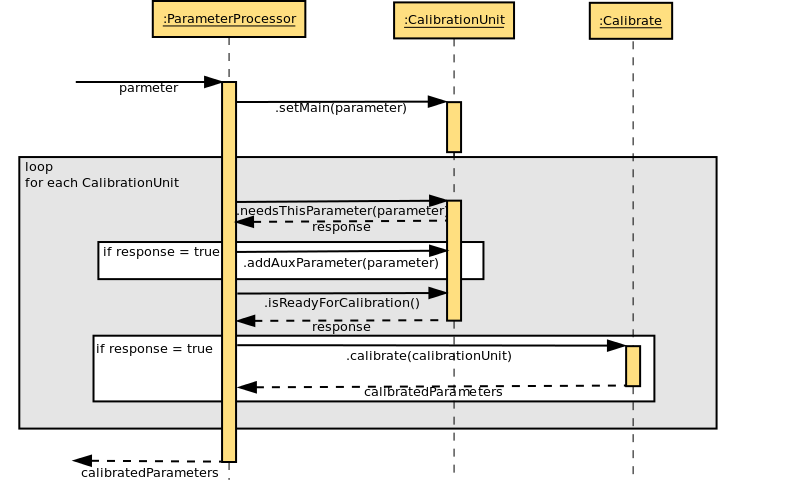 :ParameterProcessor
:CalibrationUnit
:Calibrate
parmeter
.setMain(parameter)
loop
for each CalibrationUnit
.needsThisParameter(parameter)
response
if response = true
.addAuxParameter(parameter)
.isReadyForCalibration()
response
if response = true
.calibrate(calibrationUnit)
calibratedParameters
calibratedParameters